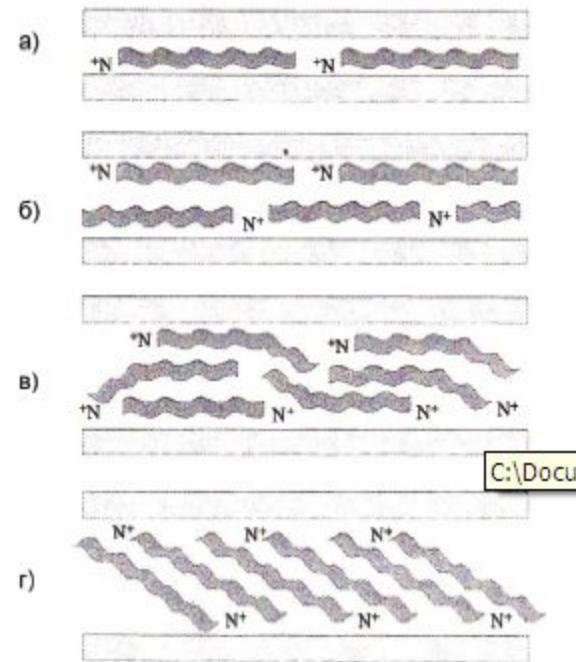 а)
⁺N ⁺N
б)
⁺N ⁺N
N⁺ N⁺
в)
⁺N ⁺N
⁺N N⁺ N⁺ N⁺
C:\Docu
г)
N⁺ N⁺ N⁺
N⁺ N⁺ N⁺